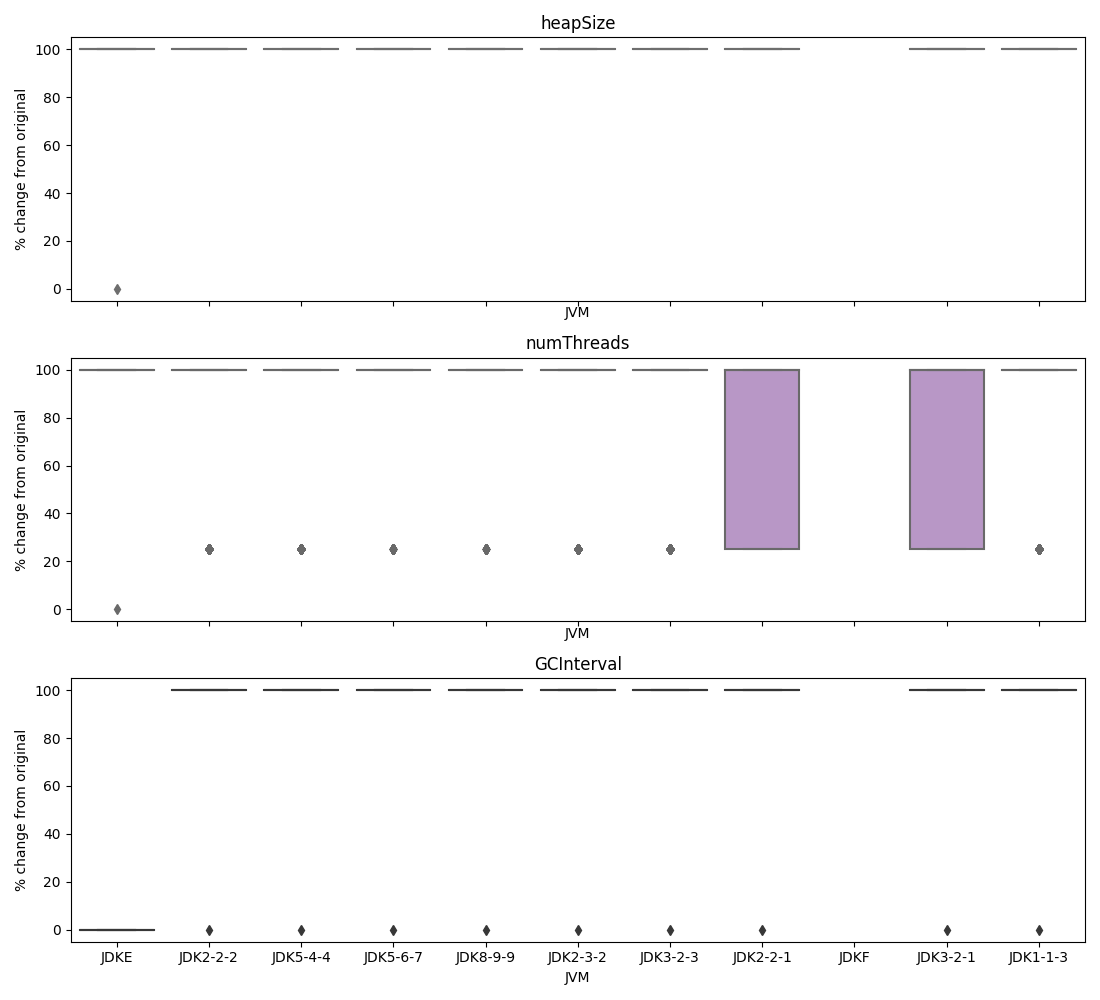 heapSize
% change from original
100
80
60
40
20
0
JVM
numThreads
% change from original
100
80
60
40
20
0
JVM
GCInterval
% change from original
100
80
60
40
20
0
JDKE JDK2-2-2 JDK5-4-4 JDK5-6-7 JDK8-9-9 JDK2-3-2 JDK3-2-3 JDK2-2-1 JDKF JDK3-2-1 JDK1-1-3
JVM